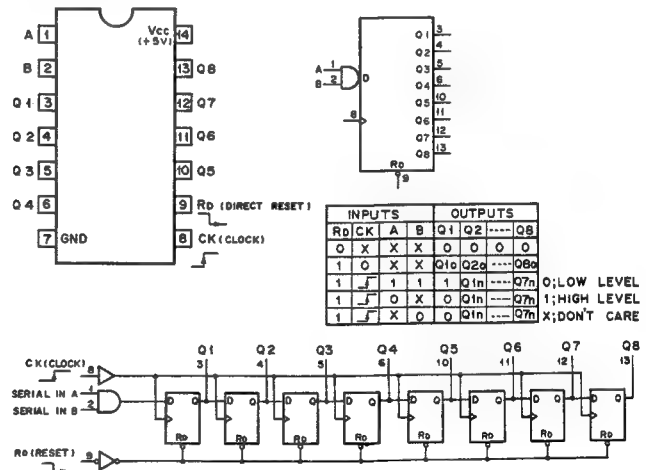 A 1 Vcc (+5V) 14
B 2 13 Q8
Q1 3 12 Q7
Q2 4 11 Q6
Q3 5 10 Q5
Q4 6 9 RD (DIRECT RESET)
7 GND 8 CK (CLOCK)
A 1
B 2
D
8
RD
9
Q1 3
Q2 4
Q3 5
Q4 6
Q5 10
Q6 11
Q7 12
Q8 13
INPUTS OUTPUTS
RD CK A B Q1 Q2 ---- Q8
0 X X X 0 0 0 0
1 0 X X Q1o Q2o ---- Q8o
1 1 1 1 Q1n ---- Q7n 0;LOW LEVEL
1 0 X 0 Q1n ---- Q7n 1;HIGH LEVEL
1 X 0 0 Q1n ---- Q7n X;DON'T CARE
Q1 Q2 Q3 Q4 Q5 Q6 Q7 Q8
CK(CLOCK) 8 3 4 5 6 10 11 12 13
SERIAL IN A 1
SERIAL IN B 2
D Q D Q D Q D Q D Q D Q D Q D Q
RD RD RD RD RD RD RD RD
RD (RESET) 9